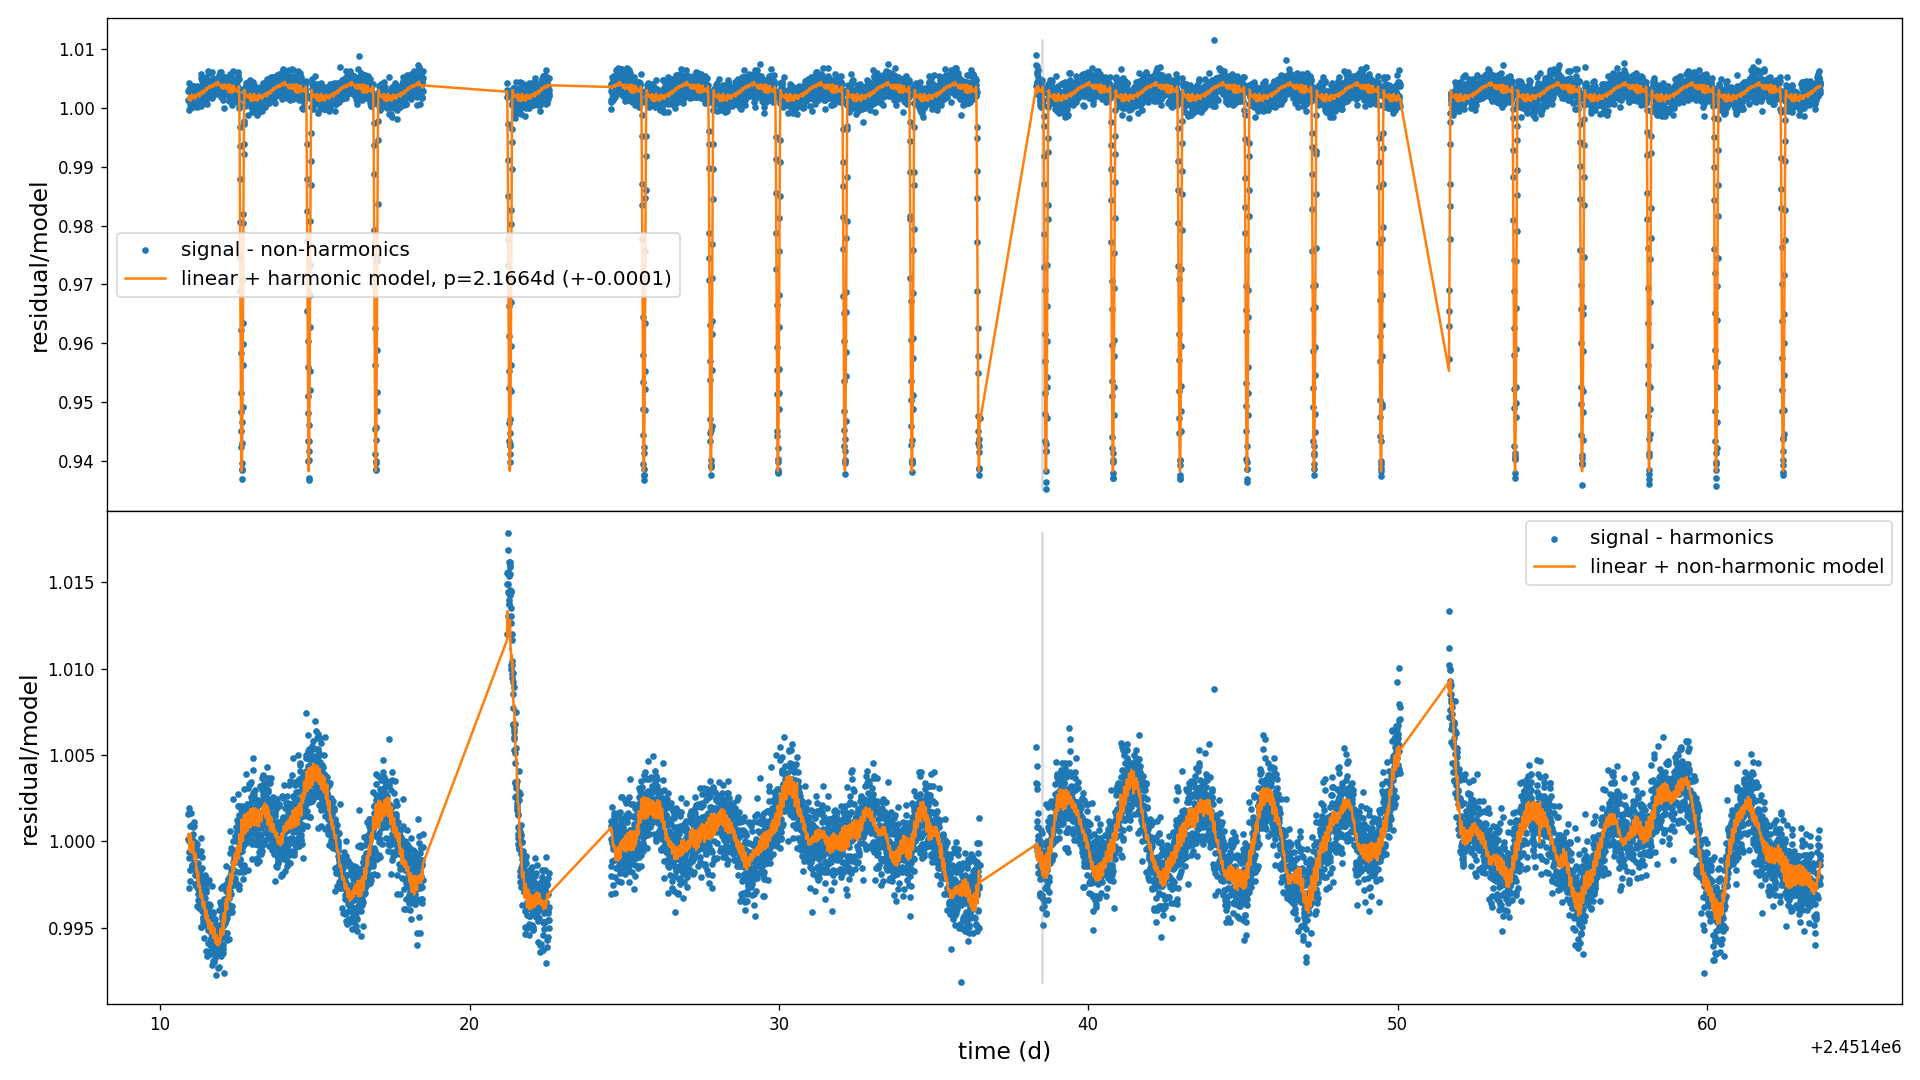 1.01
1.00
0.99
0.98
0.97
0.96
0.95
0.94
residual/model
signal - non-harmonics
linear + harmonic model, p=2.1664d (+-0.0001)
1.015
1.010
1.005
1.000
0.995
residual/model
signal - harmonics
linear + non-harmonic model
10 20 30 40 50 60
time (d)
+2.4514e6